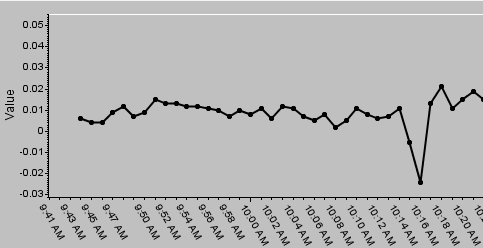 0.05
0.04
0.03
0.02
0.01
0
-0.01
-0.02
-0.03
Value
9:41 AM
9:43 AM
9:45 AM
9:47 AM
9:50 AM
9:52 AM
9:54 AM
9:56 AM
9:58 AM
10:00 AM
10:02 AM
10:04 AM
10:06 AM
10:08 AM
10:10 AM
10:12 AM
10:14 AM
10:16 AM
10:18 AM
10:20 AM